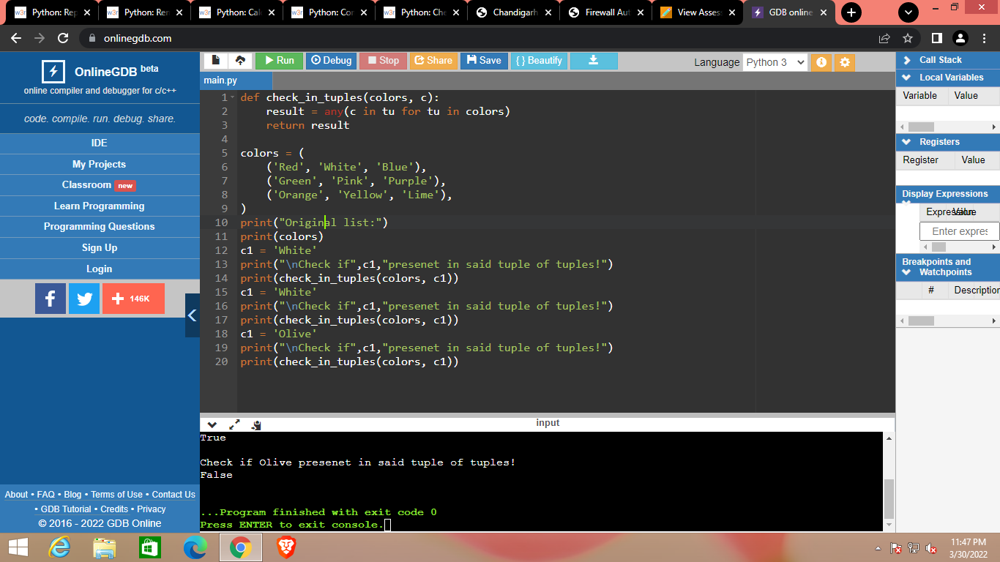 Python: Rep
Python: Ren
Python: Cal
Python: Con
Python: Che
Chandigarh
Firewall Aut
View Assess
GDB online
onlinegdb.com
OnlineGDB beta
online compiler and debugger for c/c++
code. compile. run. debug. share.
IDE
My Projects
Classroom new
Learn Programming
Programming Questions
Sign Up
Login
146K
About • FAQ • Blog • Terms of Use • Contact Us
• GDB Tutorial • Credits • Privacy
© 2016 - 2022 GDB Online
Run
Debug
Stop
Share
Save
{ } Beautify
Language Python 3
main.py
1 def check_in_tuples(colors, c):
2     result = any(c in tu for tu in colors)
3     return result
4
5 colors = (
6     ('Red', 'White', 'Blue'),
7     ('Green', 'Pink', 'Purple'),
8     ('Orange', 'Yellow', 'Lime'),
9 )
10 print("Original list:")
11 print(colors)
12 c1 = 'White'
13 print("\nCheck if",c1,"presenet in said tuple of tuples!")
14 print(check_in_tuples(colors, c1))
15 c1 = 'White'
16 print("\nCheck if",c1,"presenet in said tuple of tuples!")
17 print(check_in_tuples(colors, c1))
18 c1 = 'Olive'
19 print("\nCheck if",c1,"presenet in said tuple of tuples!")
20 print(check_in_tuples(colors, c1))
input
True
Check if Olive presenet in said tuple of tuples!
False
...Program finished with exit code 0
Press ENTER to exit console.
Call Stack
Local Variables
Variable Value
Registers
Register Value
Display Expressions
Expression Value
Enter expres
Breakpoints and
Watchpoints
# Description
11:47 PM
3/30/2022